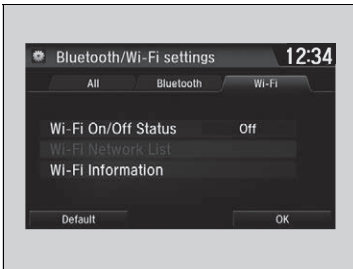 Bluetooth/Wi-Fi settings 12:34
All Bluetooth Wi-Fi
Wi-Fi On/Off Status Off
Wi-Fi Network List
Wi-Fi Information
Default OK